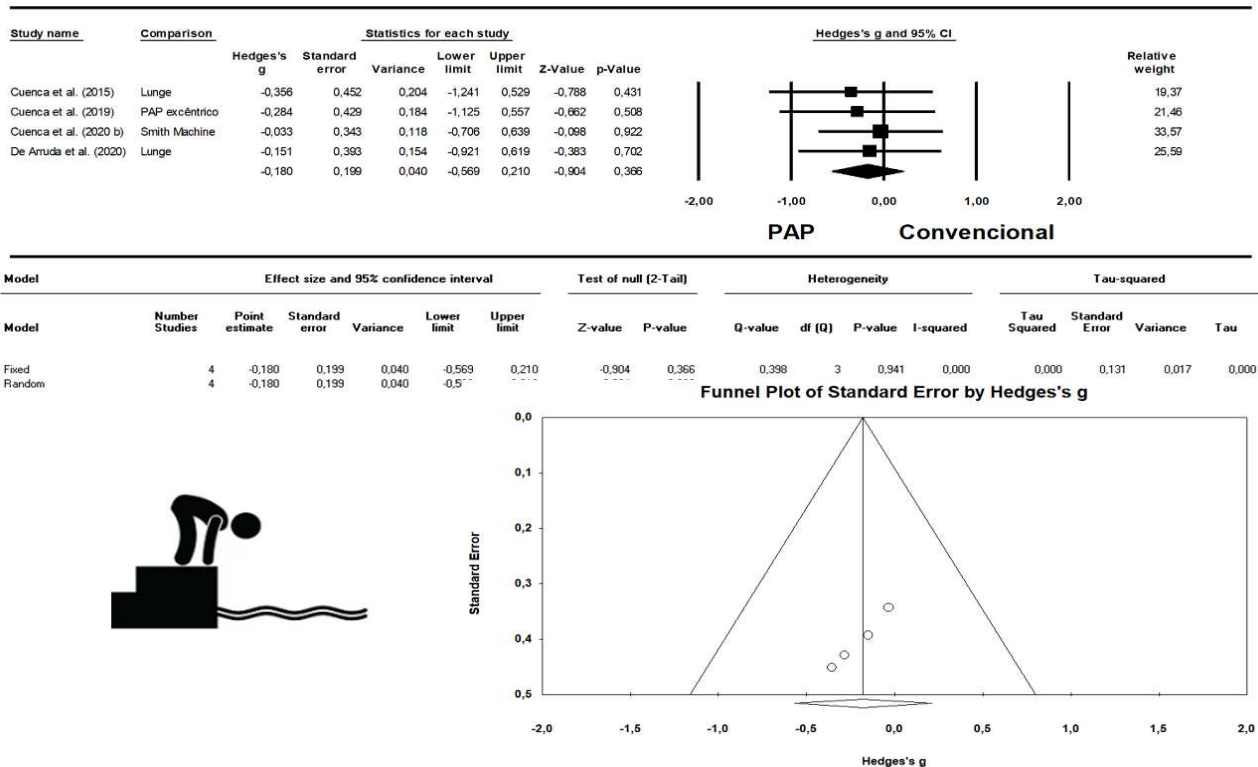 Study name Comparison Statistics for each study Hedges's g and 95% CI
Hedges's g Standard error Variance Lower limit Upper limit Z-Value p-Value Relative weight
Cuenca et al. (2015) Lunge -0,356 0,452 0,204 -1,241 0,529 -0,788 0,431 19,37
Cuenca et al. (2019) PAP excêntrico -0,284 0,429 0,184 -1,125 0,557 -0,662 0,508 21,46
Cuenca et al. (2020 b) Smith Machine -0,033 0,343 0,118 -0,706 0,639 -0,098 0,922 33,57
De Arruda et al. (2020) Lunge -0,151 0,393 0,154 -0,921 0,619 -0,383 0,702 25,59
-0,180 0,199 0,040 -0,569 0,210 -0,904 0,366
-2,00 -1,00 0,00 1,00 2,00
PAP Convencional
Model Effect size and 95% confidence interval Test of null (2-Tail) Heterogeneity Tau-squared
Model Number Studies Point estimate Standard error Variance Lower limit Upper limit Z-value P-value Q-value df (Q) P-value I-squared Tau Squared Standard Error Variance Tau
Fixed 4 -0,180 0,199 0,040 -0,569 0,210 -0,904 0,366 0,398 3 0,941 0,000 0,000 0,131 0,017 0,000
Random 4 -0,180 0,199 0,040
Funnel Plot of Standard Error by Hedges's g
0,0
0,1
0,2
0,3
0,4
0,5
Standard Error
-2,0 -1,5 -1,0 -0,5 0,0 0,5 1,0 1,5 2,0
Hedges's g